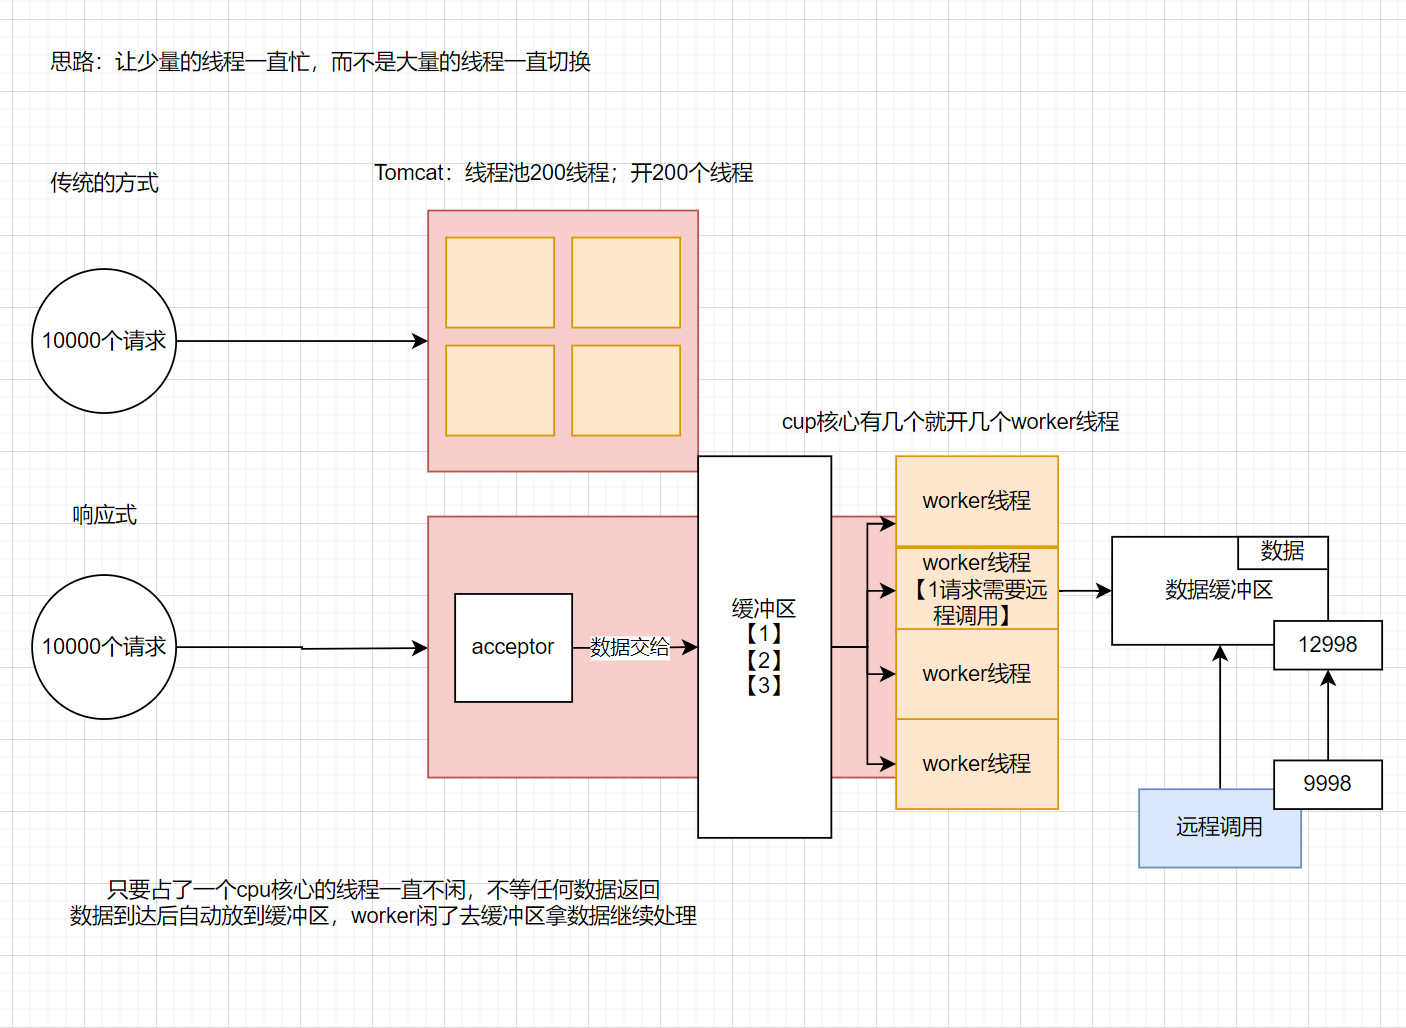 思路：让少量的线程一直忙，而不是大量的线程一直切换
Tomcat：线程池200线程；开200个线程
传统的方式
10000个请求
cup核心有几个就开几个worker线程
响应式
10000个请求
acceptor
数据交给
缓冲区
【1】
【2】
【3】
worker线程
worker线程
【1请求需要远
程调用】
worker线程
worker线程
数据
数据缓冲区
12998
9998
远程调用
只要占了一个cpu核心的线程一直不闲，不等任何数据返回
数据到达后自动放到缓冲区，worker闲了去缓冲区拿数据继续处理